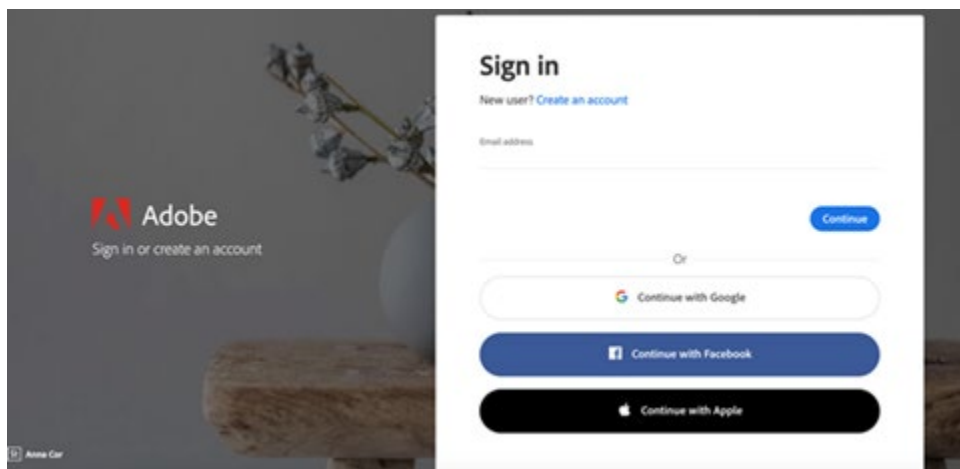 Adobe
Sign in or create an account
Anna Cor
Sign in
New user? Create an account
Email address
Continue
Or
Continue with Google
Continue with Facebook
Continue with Apple